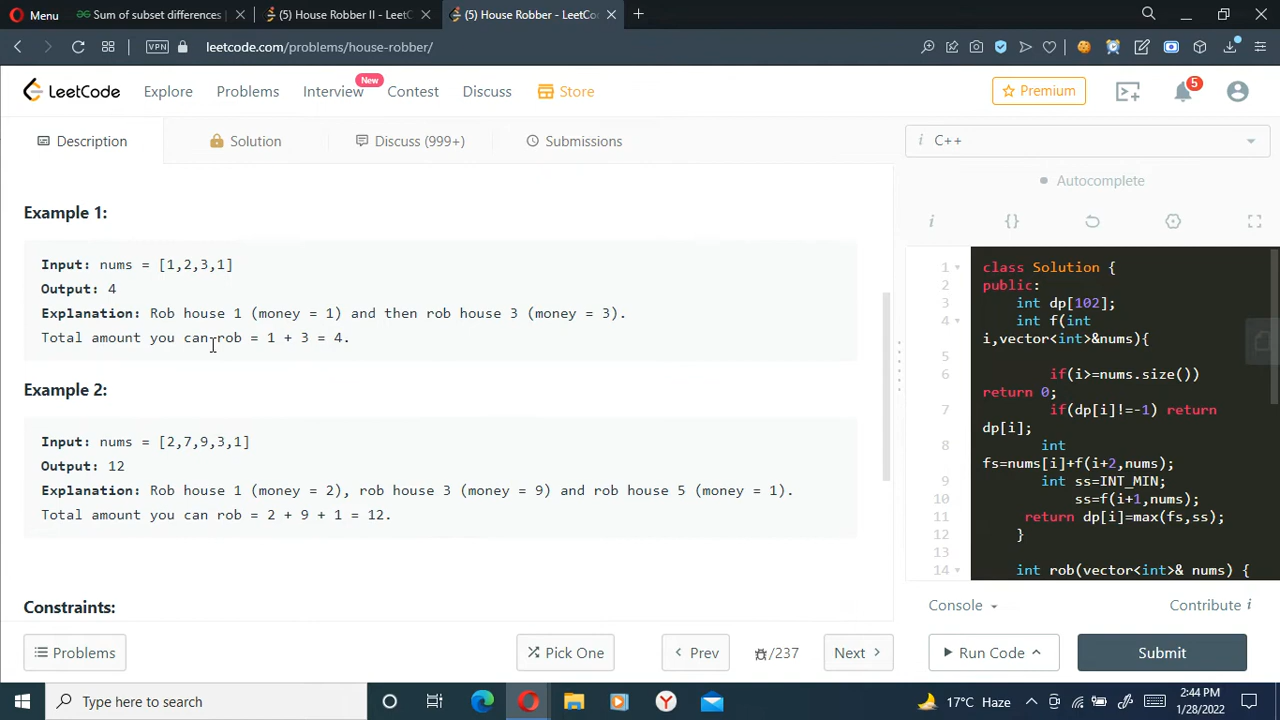 Menu
Sum of subset differences
(5) House Robber II - LeetC
(5) House Robber - LeetCo
VPN
leetcode.com/problems/house-robber/
LeetCode
Explore
Problems
Interview
New
Contest
Discuss
Store
Premium
5
Description
Solution
Discuss (999+)
Submissions
i C++
Autocomplete
i {}
Example 1:
Input: nums = [1,2,3,1]
Output: 4
Explanation: Rob house 1 (money = 1) and then rob house 3 (money = 3).
Total amount you can rob = 1 + 3 = 4.
Example 2:
Input: nums = [2,7,9,3,1]
Output: 12
Explanation: Rob house 1 (money = 2), rob house 3 (money = 9) and rob house 5 (money = 1).
Total amount you can rob = 2 + 9 + 1 = 12.
Constraints:
1 class Solution {
2 public:
3 int dp[102];
4 int f(int
i,vector<int>&nums){
5
6 if(i>=nums.size())
return 0;
7 if(dp[i]!=-1) return
dp[i];
8 int
fs=nums[i]+f(i+2,nums);
9 int ss=INT_MIN;
10 ss=f(i+1,nums);
11 return dp[i]=max(fs,ss);
12 }
13
14 int rob(vector<int>& nums) {
Problems
Pick One
Prev
/237
Next
Console
Contribute i
Run Code
Submit
Type here to search
17°C Haze
2:44 PM
1/28/2022